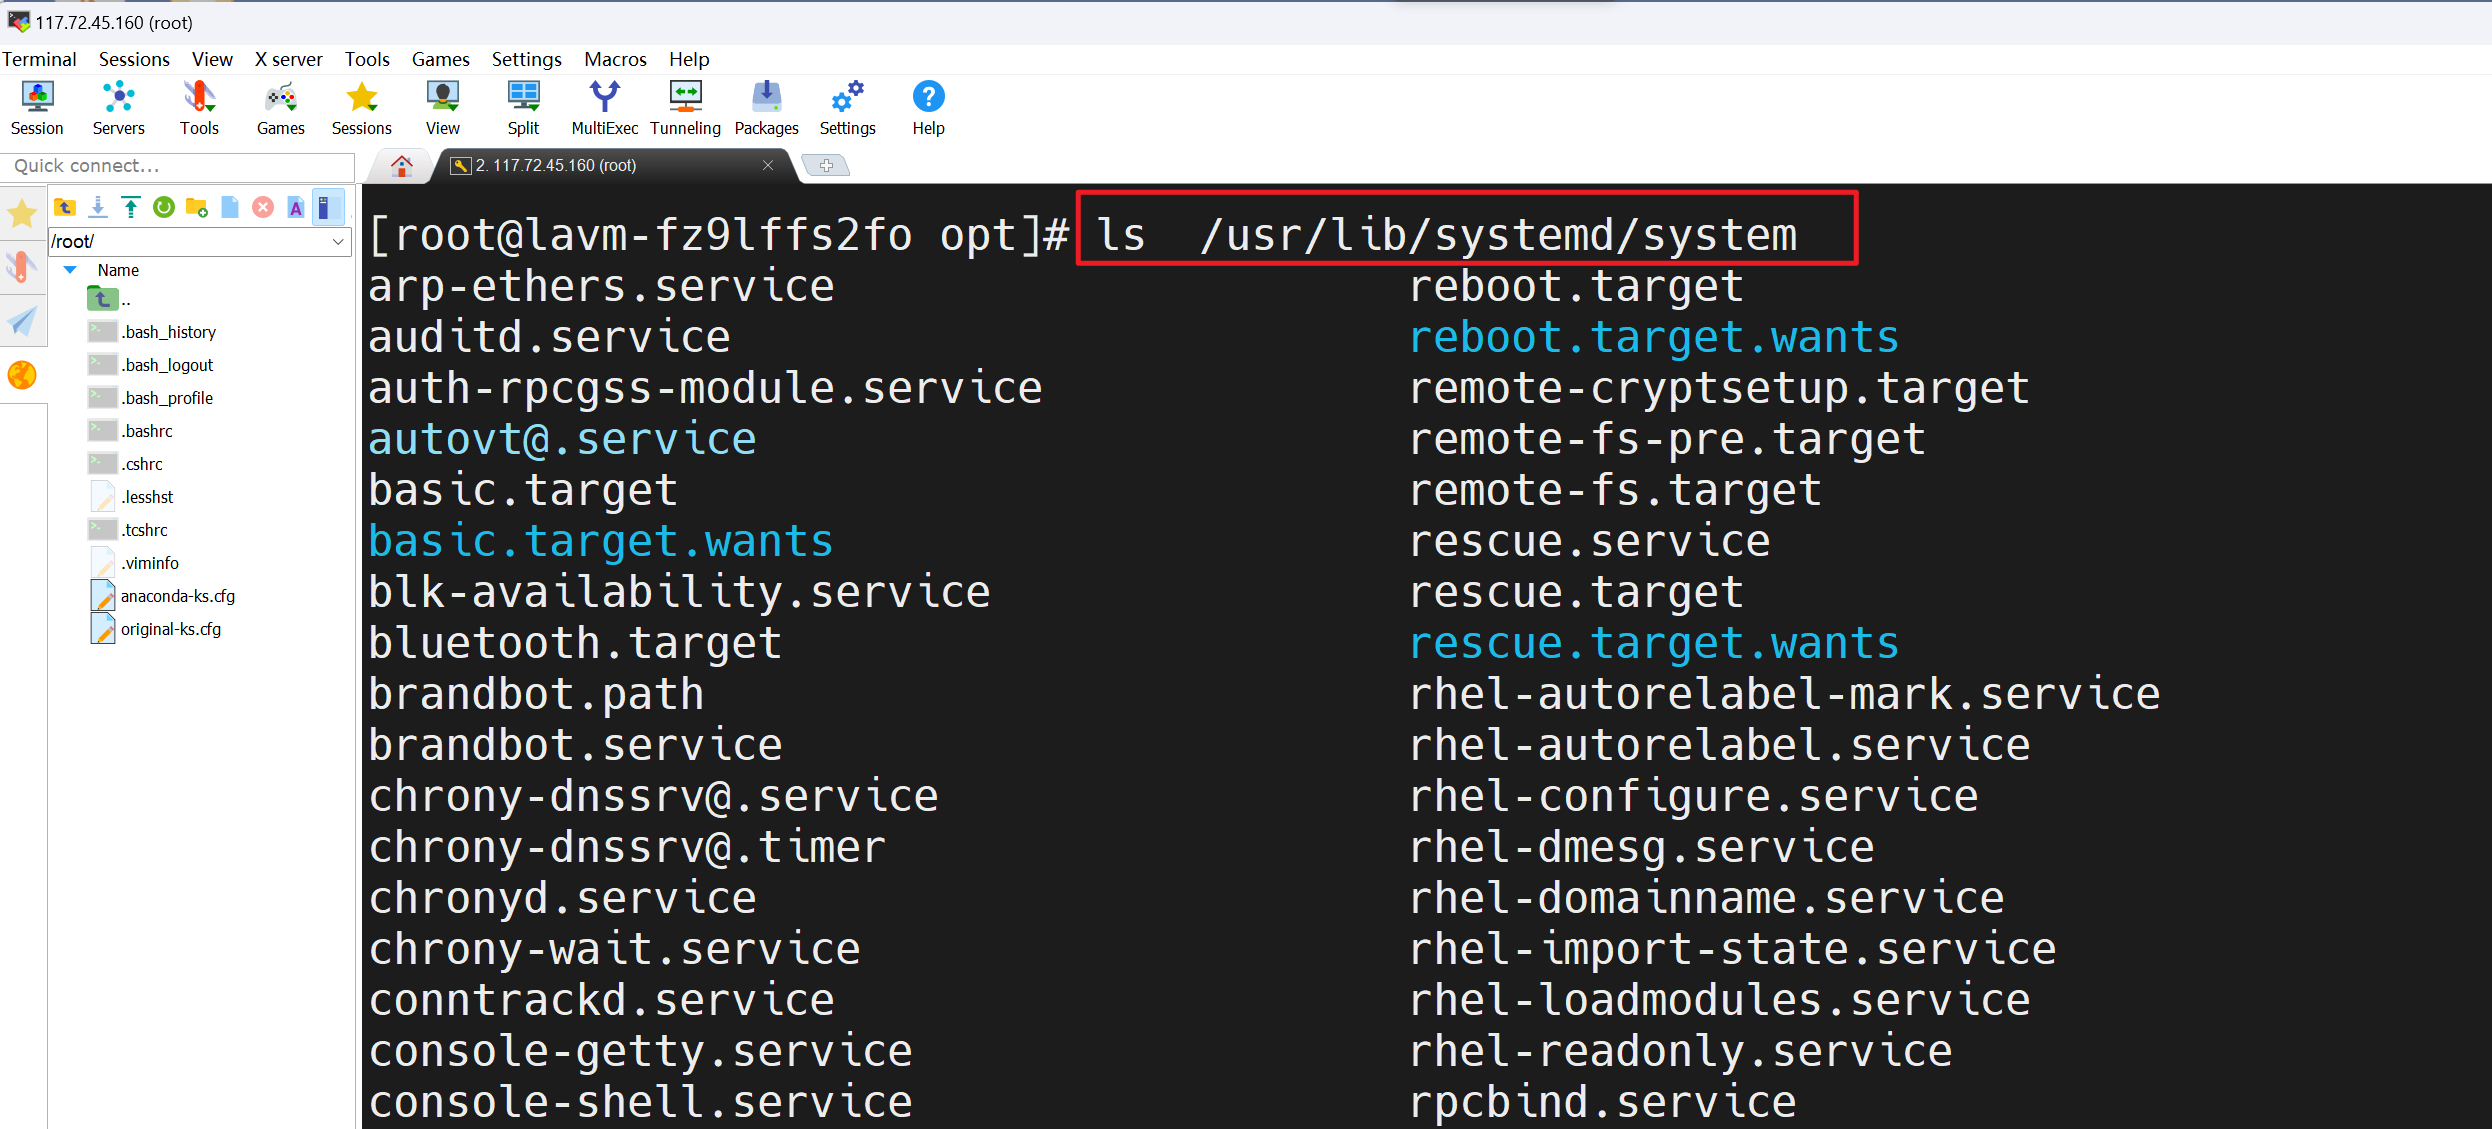 117.72.45.160 (root)
Terminal Sessions View X server Tools Games Settings Macros Help
Session Servers Tools Games Sessions View Split MultiExec Tunneling Packages Settings Help
Quick connect...
2. 117.72.45.160 (root)
/root/
Name
..
.bash_history
.bash_logout
.bash_profile
.bashrc
.cshrc
.lesshst
.tcshrc
.viminfo
anaconda-ks.cfg
original-ks.cfg
[root@lavm-fz9lffs2fo opt]# ls  /usr/lib/systemd/system
arp-ethers.service reboot.target
auditd.service reboot.target.wants
auth-rpcgss-module.service remote-cryptsetup.target
autovt@.service remote-fs-pre.target
basic.target remote-fs.target
basic.target.wants rescue.service
blk-availability.service rescue.target
bluetooth.target rescue.target.wants
brandbot.path rhel-autorelabel-mark.service
brandbot.service rhel-autorelabel.service
chrony-dnssrv@.service rhel-configure.service
chrony-dnssrv@.timer rhel-dmesg.service
chronyd.service rhel-domainname.service
chrony-wait.service rhel-import-state.service
conntrackd.service rhel-loadmodules.service
console-getty.service rhel-readonly.service
console-shell.service rpcbind.service